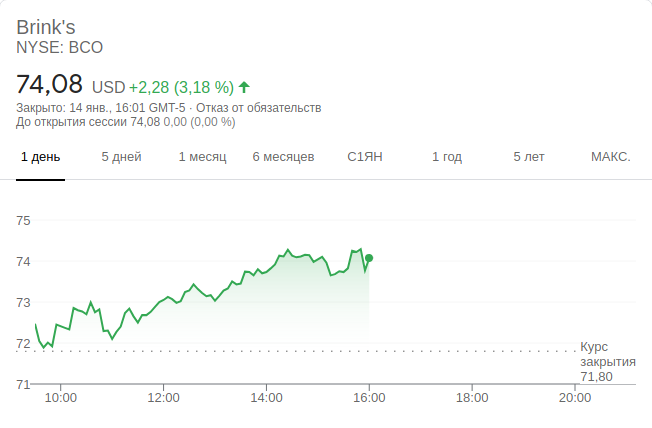 Brink's
NYSE: BCO
74,08 USD +2,28 (3,18 %)
Закрыто: 14 янв., 16:01 GMT-5 · Отказ от обязательств
До открытия сессии 74,08 0,00 (0,00 %)
1 день 5 дней 1 месяц 6 месяцев С1ЯН 1 год 5 лет МАКС.
75
74
73
72
Курс
закрытия
71,80
71
10:00 12:00 14:00 16:00 18:00 20:00